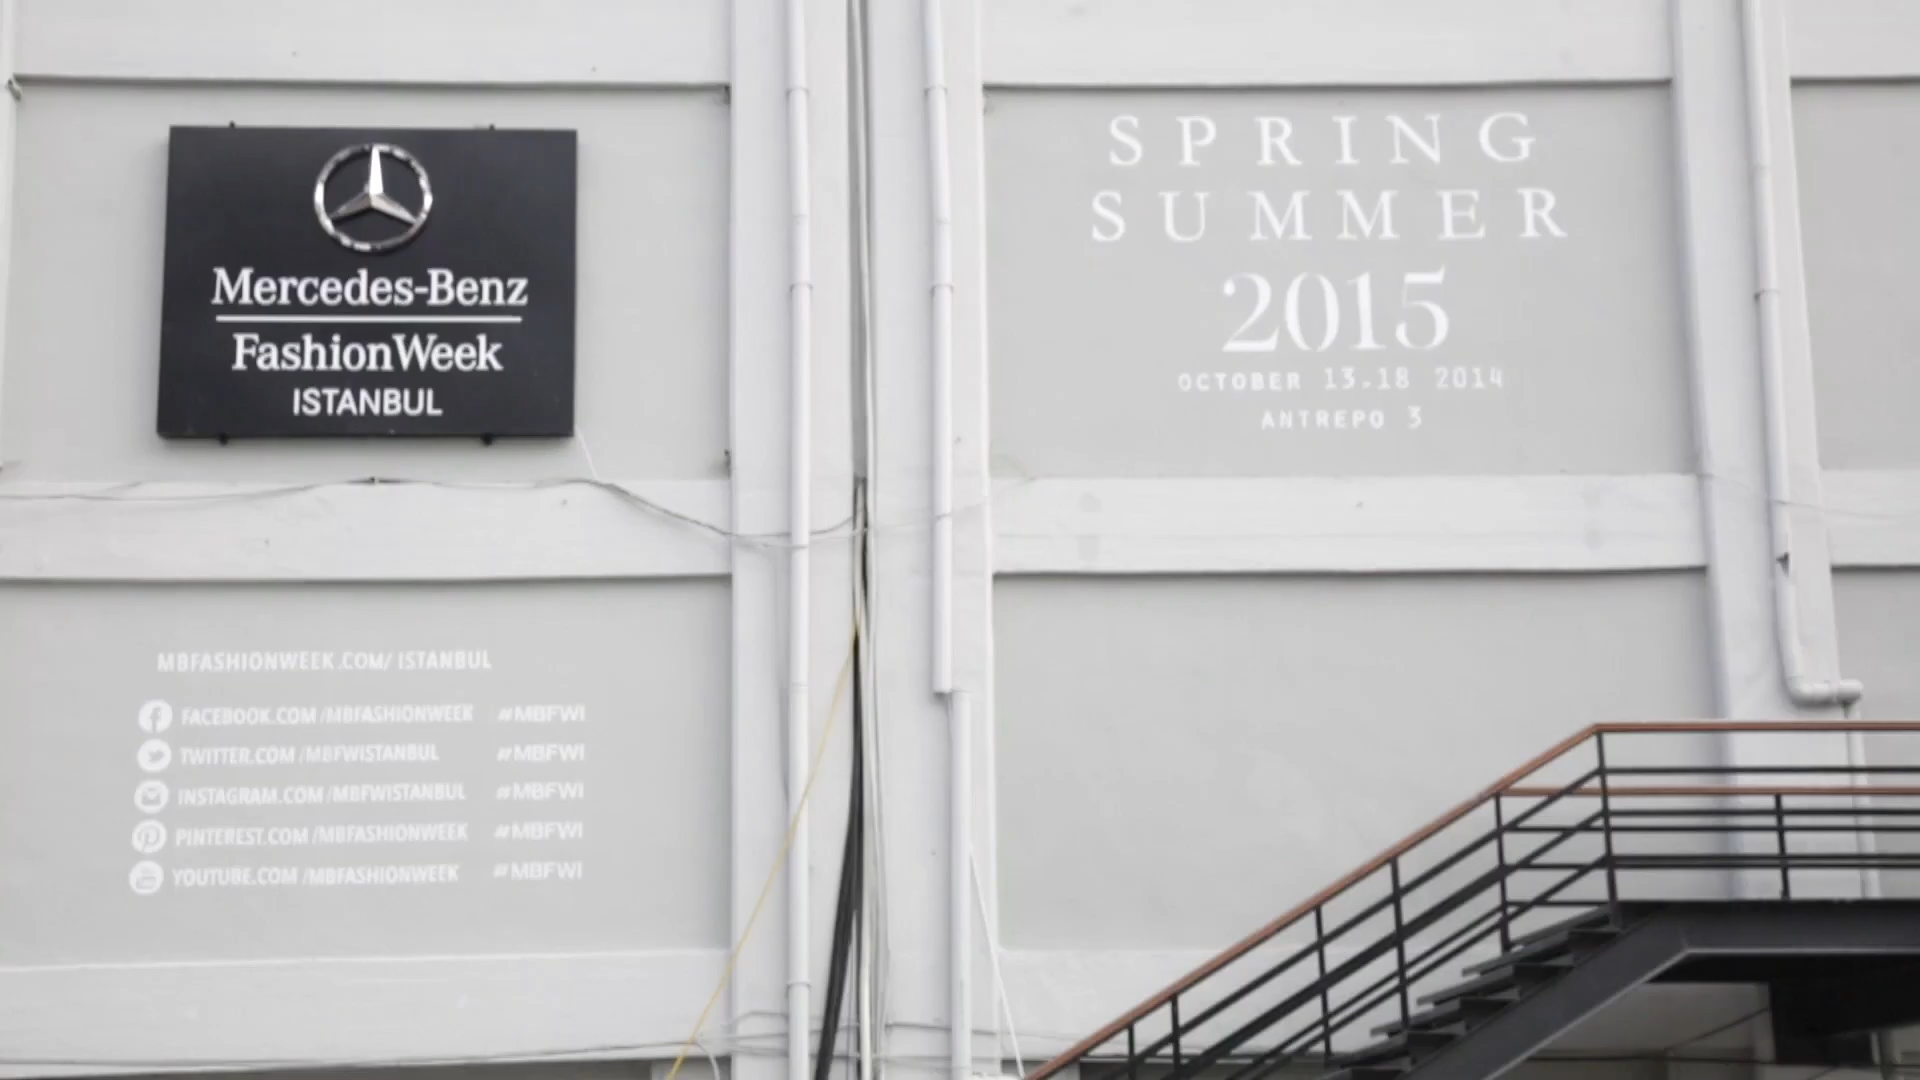 Mercedes-Benz
FashionWeek
ISTANBUL
SPRING
SUMMER
2015
OCTOBER 13-18 2014
ANTREPO 3
MBFASHIONWEEK.COM/ ISTANBUL
FACEBOOK.COM/MBFASHIONWEEK #MBFWI
TWITTER.COM/MBFWISTANBUL #MBFWI
INSTAGRAM.COM/MBFWISTANBUL #MBFWI
PINTEREST.COM/MBFASHIONWEEK #MBFWI
YOUTUBE.COM/MBFASHIONWEEK #MBFWI